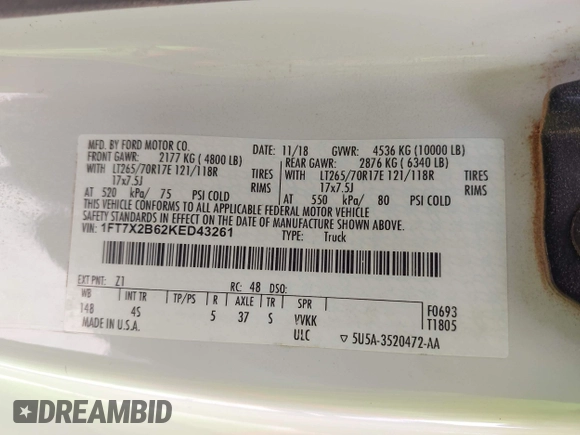 MFD. BY FORD MOTOR CO. DATE: 11/18 GVWR: 4536 KG (10000 LB)
FRONT GAWR: 2177 KG (4800 LB) REAR GAWR: 2876 KG (6340 LB)
WITH LT265/70R17E 121/118R TIRES WITH LT265/70R17E 121/118R TIRES
17x7.5J RIMS 17x7.5J RIMS
AT 520 kPa/ 75 PSI COLD AT 550 kPa/ 80 PSI COLD
THIS VEHICLE CONFORMS TO ALL APPLICABLE FEDERAL MOTOR VEHICLE
SAFETY STANDARDS IN EFFECT ON THE DATE OF MANUFACTURE SHOWN ABOVE.
VIN: 1FT7X2B62KED43261 TYPE: Truck
EXT PNT: Z1 RC: 48 DSO:
WB INT TR TP/PS R AXLE TR SPR F0693
148 4S 5 37 S VVKK T1805
MADE IN U.S.A. ULC ▽ 5U5A-3520472-AA
DREAMBID